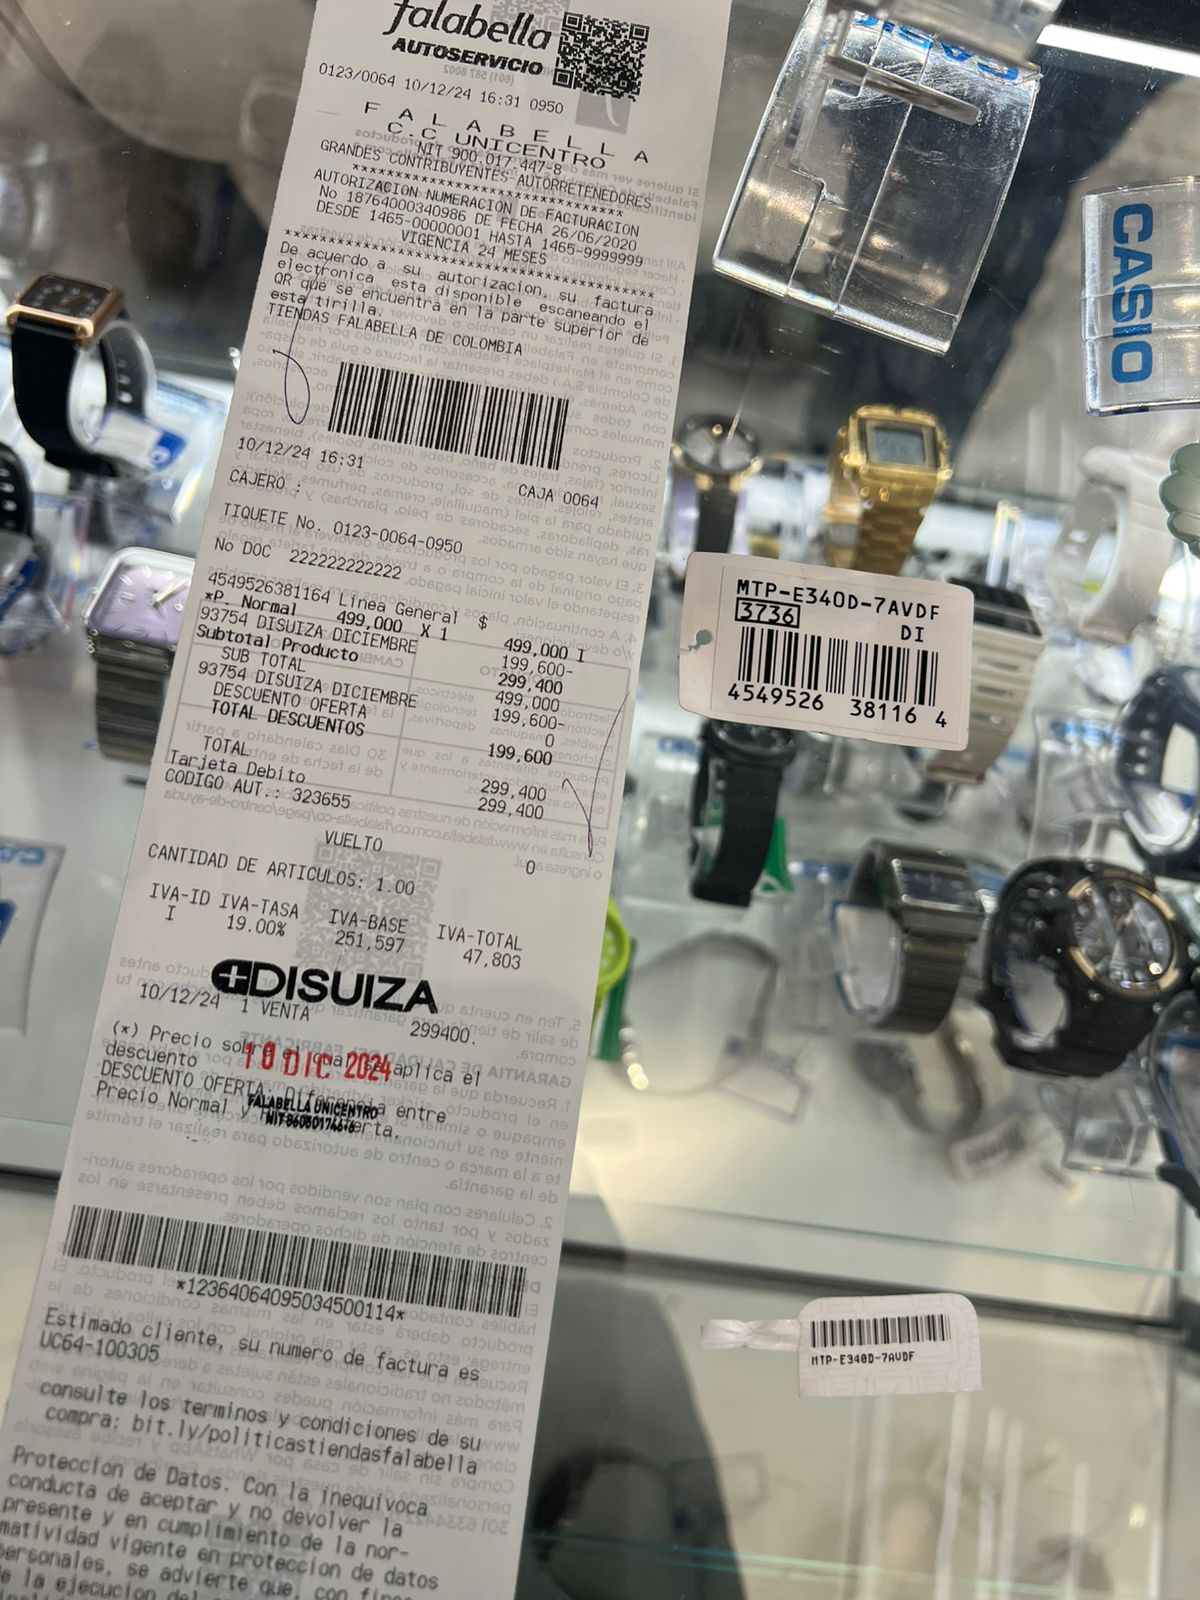 falabella
AUTOSERVICIO
0123/0064 10/12/24 16:31 0950
F A L A B E L L A
C.C UNICENTRO
NIT 900.017.447-8
GRANDES CONTRIBUYENTES AUTORRETENEDORES
*******************************
AUTORIZACION NUMERACION DE FACTURACION
No 18764000340986 DE FECHA 26/06/2020
DESDE 1465-00000001 HASTA 1465-9999999
VIGENCIA 24 MESES
*****************************************
De acuerdo a su autorizacion, su factura
electronica esta disponible escaneando el
QR que se encuentra en la parte superior de
esta tirilla.
TIENDAS FALABELLA DE COLOMBIA
10/12/24 16:31
CAJERO : CAJA 0064
TIQUETE No. 0123-0064-0950
No DOC 222222222222
4549526381164 Linea General $
*P. Normal 499,000 X 1 499,000 I
93754 DISUIZA DICIEMBRE 199,600-
Subtotal Producto 299,400
SUB TOTAL 499,000
93754 DISUIZA DICIEMBRE 199,600-
DESCUENTO OFERTA 0
TOTAL DESCUENTOS 199,600
TOTAL 299,400
Tarjeta Debito 299,400
CODIGO AUT.: 323655
VUELTO 0
CANTIDAD DE ARTICULOS: 1.00
IVA-ID IVA-TASA IVA-BASE IVA-TOTAL
I 19.00% 251,597 47,803
DISUIZA
10/12/24 1 VENTA 299400.
(*) Precio sobre el cual se aplica el
descuento
10 DIC 2024
DESCUENTO OFERTA: Diferencia entre
Precio Normal y
FALABELLA UNICENTRO
*12364064095034500114*
Estimado cliente, su numero de factura es
UC64-100305
consulte los terminos y condiciones de su
compra: bit.ly/politicastiendasfalabella
Proteccion de Datos. Con la inequivoca
conducta de aceptar y no devolver la
presente y en cumplimiento de la nor-
matividad vigente en proteccion de datos
personales, se advierte que, con fines
CASIO
CASIO
MTP-E340D-7AVDF
3736 DI
4549526 38116 4
MTP-E340D-7AVDF